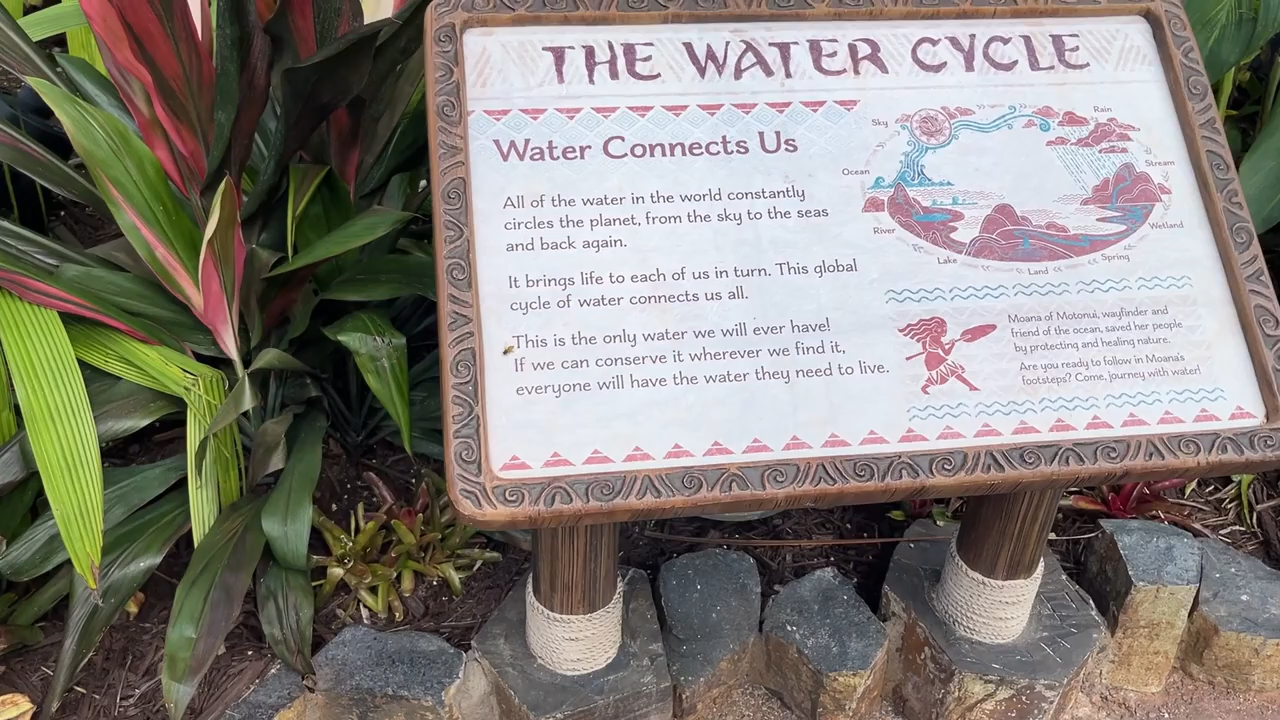 THE WATER CYCLE
Water Connects Us
All of the water in the world constantly
circles the planet, from the sky to the seas
and back again.
It brings life to each of us in turn. This global
cycle of water connects us all.
This is the only water we will ever have!
If we can conserve it wherever we find it,
everyone will have the water they need to live.
Sky
Rain
Ocean
Stream
River
Wetland
Lake
Spring
Land
Moana of Motonui, wayfinder and
friend of the ocean, saved her people
by protecting and healing nature.
Are you ready to follow in Moana's
footsteps? Come, journey with water!